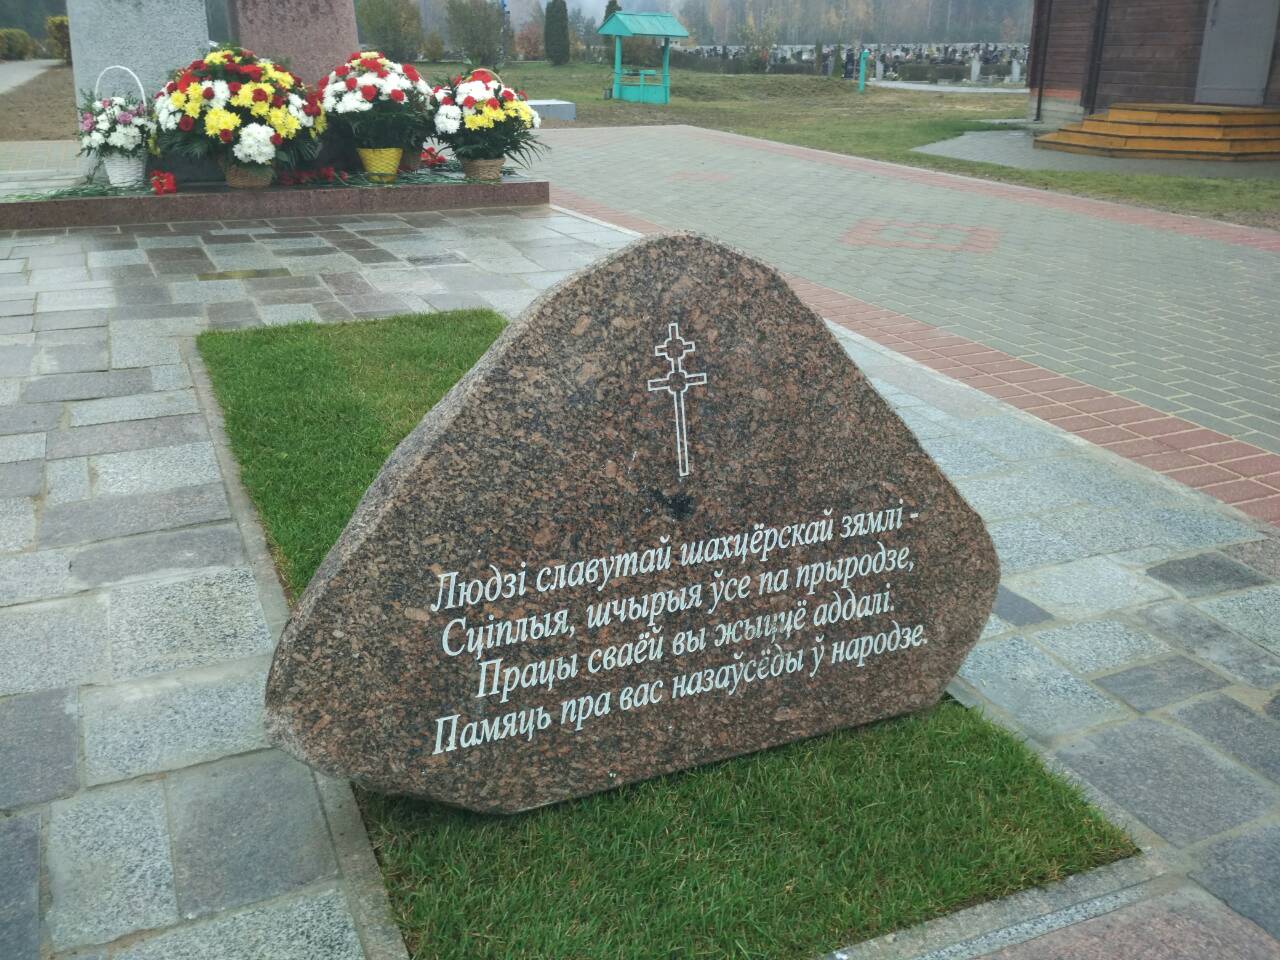 Людзі славутай шахцёрскай зямлі -
Сціплыя, шчырыя ўсе па прыродзе,
Працы сваёй вы жыццё аддалі.
Памяць пра вас назаўсёды ў народзе.